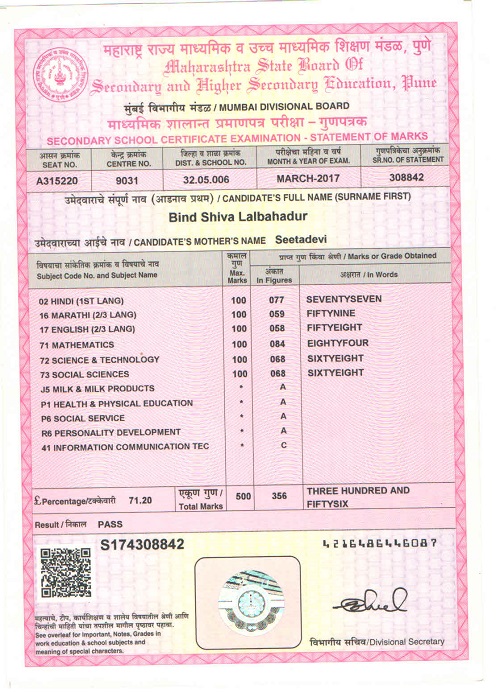 महाराष्ट्र राज्य माध्यमिक व उच्च माध्यमिक शिक्षण मंडळ, पुणे
Maharashtra State Board Of
Secondary and Higher Secondary Education, Pune
मुंबई विभागीय मंडळ / MUMBAI DIVISIONAL BOARD
माध्यमिक शालान्त प्रमाणपत्र परीक्षा - गुणपत्रक
SECONDARY SCHOOL CERTIFICATE EXAMINATION - STATEMENT OF MARKS
आसन क्रमांक केन्द्र क्रमांक जिल्हा व शाळा क्रमांक परीक्षेचा महिना व वर्ष गुणपत्रिकेचा अनुक्रमांक
SEAT NO. CENTRE NO. DIST. & SCHOOL NO. MONTH & YEAR OF EXAM. SR.NO. OF STATEMENT
A315220 9031 32.05.006 MARCH-2017 308842
उमेदवाराचे संपूर्ण नाव (आडनाव प्रथम) / CANDIDATE'S FULL NAME (SURNAME FIRST)
Bind Shiva Lalbahadur
उमेदवाराच्या आईचे नाव / CANDIDATE'S MOTHER'S NAME Seetadevi
विषयाचा सांकेतिक क्रमांक व विषयाचे नाव
Subject Code No. and Subject Name
कमाल गुण
Max. Marks
प्राप्त गुण किंवा श्रेणी / Marks or Grade Obtained
अंकात
In Figures
अक्षरात / In Words
02 HINDI (1ST LANG) 100 077 SEVENTYSEVEN
16 MARATHI (2/3 LANG) 100 059 FIFTYNINE
17 ENGLISH (2/3 LANG) 100 058 FIFTYEIGHT
71 MATHEMATICS 100 084 EIGHTYFOUR
72 SCIENCE & TECHNOLOGY 100 068 SIXTYEIGHT
73 SOCIAL SCIENCES 100 068 SIXTYEIGHT
J5 MILK & MILK PRODUCTS * A
P1 HEALTH & PHYSICAL EDUCATION * A
P6 SOCIAL SERVICE * A
R6 PERSONALITY DEVELOPMENT * A
41 INFORMATION COMMUNICATION TEC * C
£ Percentage/टक्केवारी 71.20 एकूण गुण / Total Marks 500 356 THREE HUNDRED AND
FIFTYSIX
Result / निकाल PASS
S174308842 4216486446087
महत्वाचे, टीप, कार्यशिक्षण व शालेय विषयातील श्रेणी आणि
चिन्हांची माहिती यांचा तपशील मागील पृष्ठावर पहावा.
See overleaf for Important, Notes, Grades in
work education & school subjects and
meaning of special characters.
विभागीय सचिव/Divisional Secretary